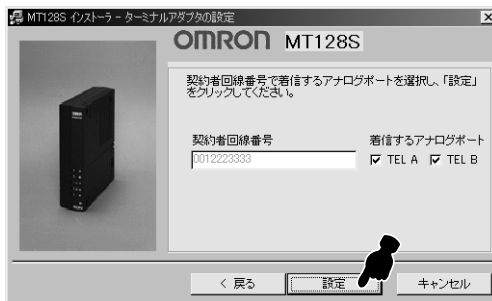 MT128S インストーラ - ターミナルアダプタの設定
OMRON MT128S
契約者回線番号で着信するアナログポートを選択し、「設定」
をクリックしてください。
契約者回線番号 着信するアナログポート
0012223333 TEL A TEL B
< 戻る 設定 キャンセル